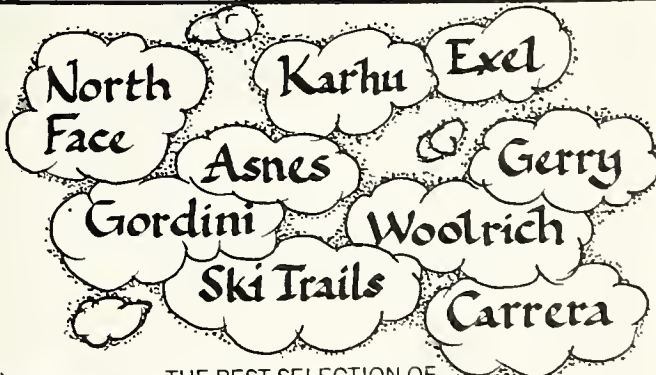 North
Face
Karhu
Exel
Asnes
Gerry
Gordini
Woolrich
Ski Trails
Carrera
THE BEST SELECTION OF